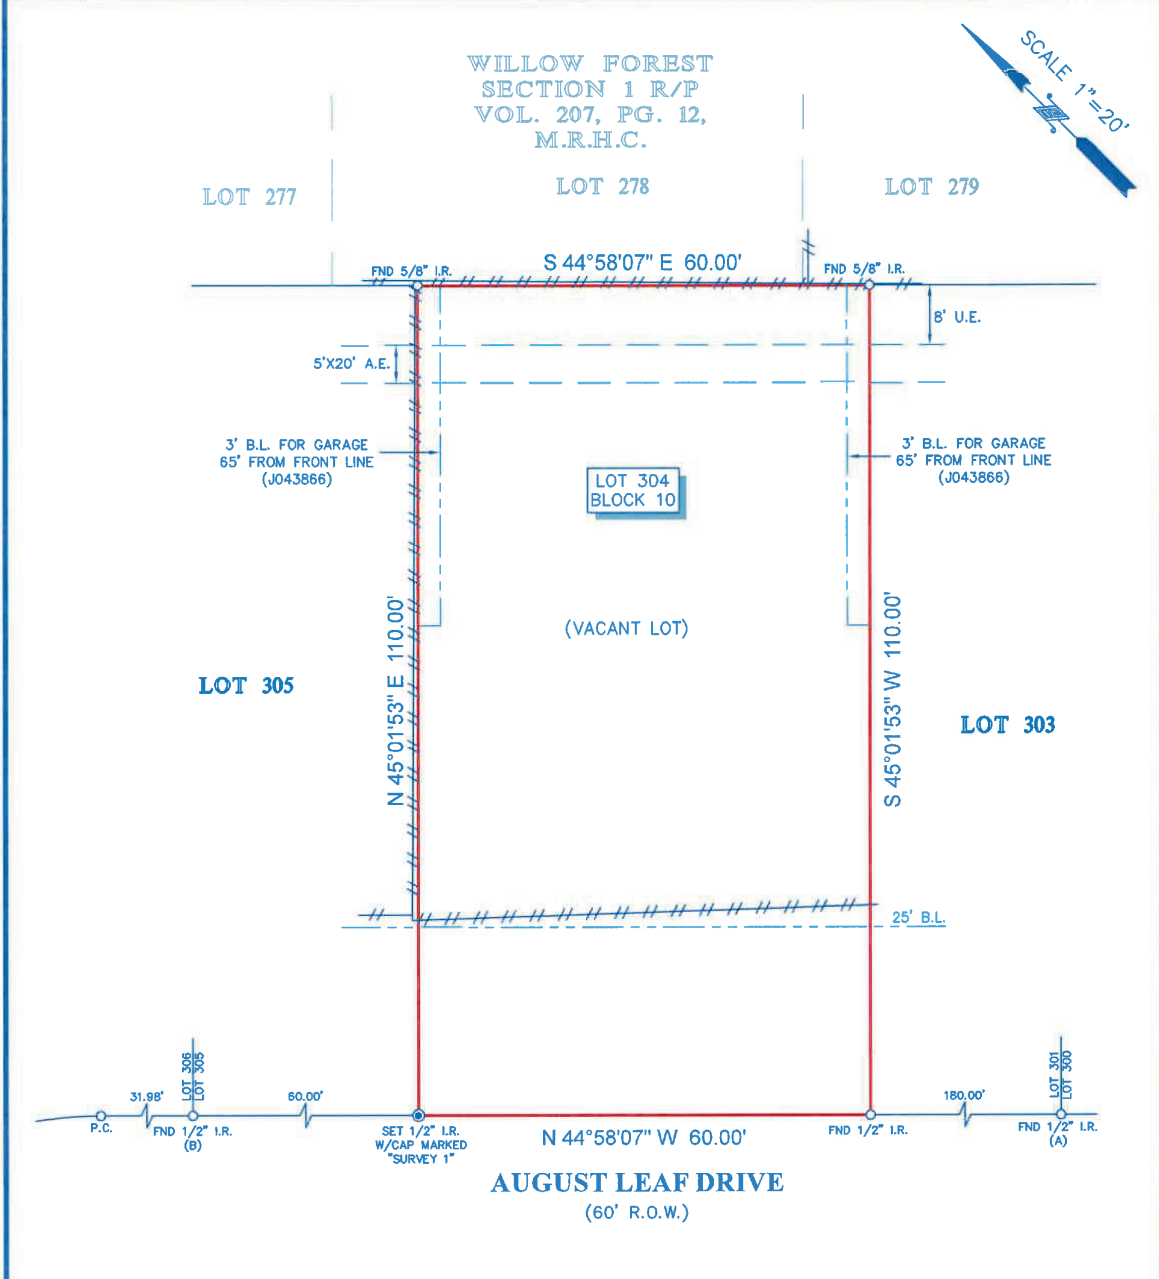 WILLOW FOREST
SECTION 1 R/P
VOL. 207, PG. 12,
M.R.H.C.
SCALE 1"=20'
LOT 277
LOT 278
LOT 279
FND 5/8" I.R.
S 44°58'07" E 60.00'
FND 5/8" I.R.
8' U.E.
5'X20' A.E.
3' B.L. FOR GARAGE
65' FROM FRONT LINE
(J043866)
3' B.L. FOR GARAGE
65' FROM FRONT LINE
(J043866)
LOT 304
BLOCK 10
(VACANT LOT)
N 45°01'53" E 110.00'
S 45°01'53" W 110.00'
LOT 305
LOT 303
25' B.L.
LOT 306
LOT 305
LOT 301
LOT 300
31.98'
60.00'
180.00'
P.C.
FND 1/2" I.R.
(B)
SET 1/2" I.R.
W/CAP MARKED
"SURVEY 1"
N 44°58'07" W 60.00'
FND 1/2" I.R.
FND 1/2" I.R.
(A)
AUGUST LEAF DRIVE
(60' R.O.W.)